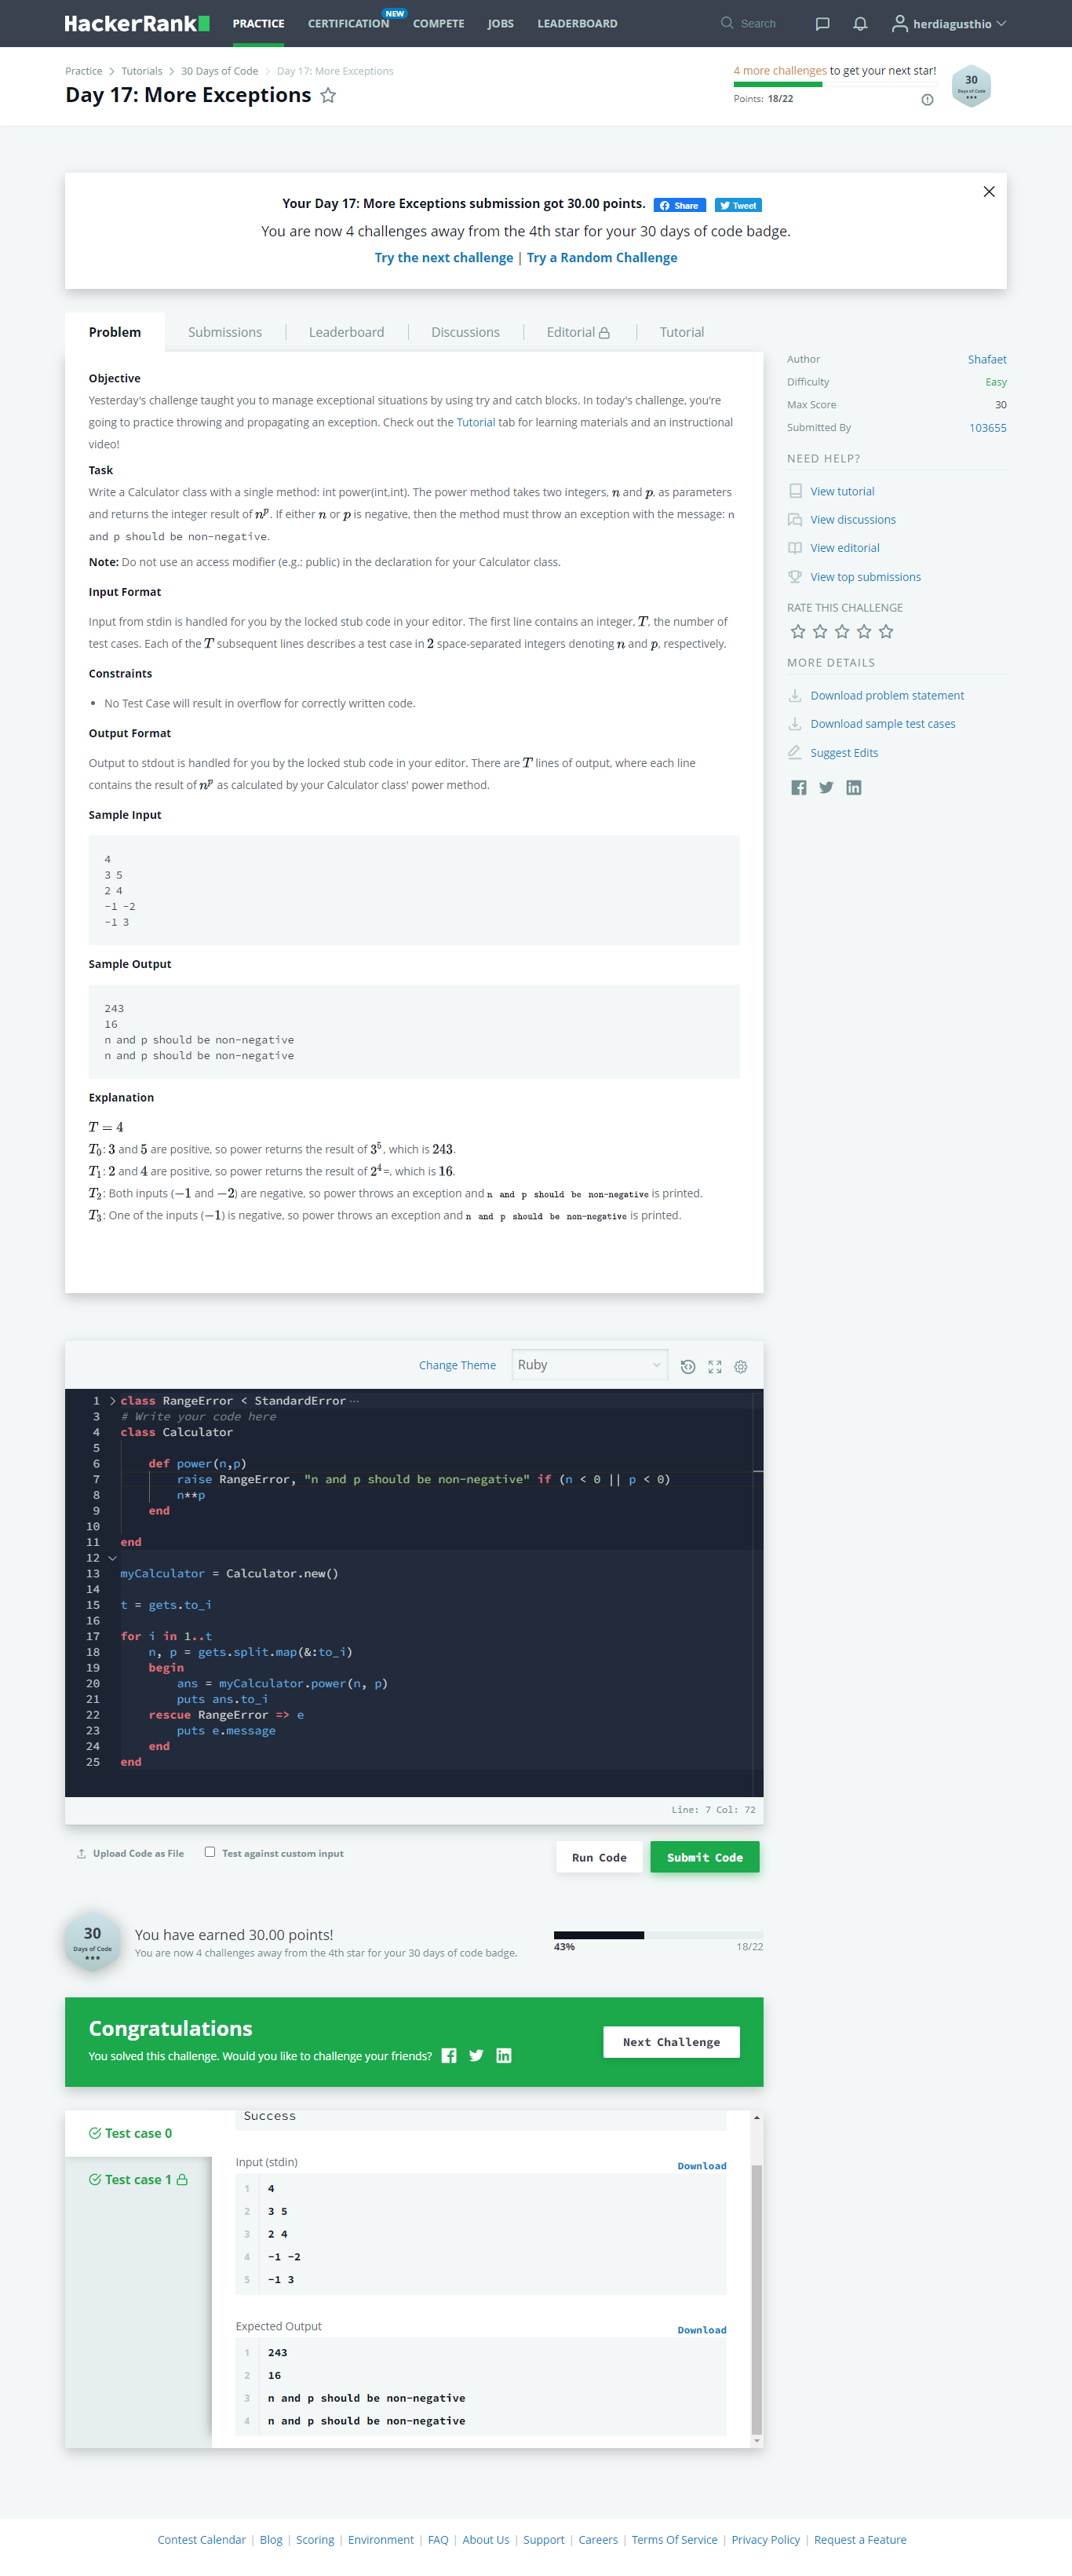 HackerRank
PRACTICE
CERTIFICATION
NEW
COMPETE
JOBS
LEADERBOARD
Search
herdiagusthio
Practice > Tutorials > 30 Days of Code > Day 17: More Exceptions
Day 17: More Exceptions
4 more challenges to get your next star!
Points: 18/22
30
Days of Code
Your Day 17: More Exceptions submission got 30.00 points. Share Tweet
You are now 4 challenges away from the 4th star for your 30 days of code badge.
Try the next challenge | Try a Random Challenge
Problem
Submissions
Leaderboard
Discussions
Editorial
Tutorial
Objective
Yesterday's challenge taught you to manage exceptional situations by using try and catch blocks. In today's challenge, you're
going to practice throwing and propagating an exception. Check out the Tutorial tab for learning materials and an instructional
video!
Task
Write a Calculator class with a single method: int power(int,int). The power method takes two integers, n and p, as parameters
and returns the integer result of n^p. If either n or p is negative, then the method must throw an exception with the message: n
and p should be non-negative.
Note: Do not use an access modifier (e.g.: public) in the declaration for your Calculator class.
Input Format
Input from stdin is handled for you by the locked stub code in your editor. The first line contains an integer, T, the number of
test cases. Each of the T subsequent lines describes a test case in 2 space-separated integers denoting n and p, respectively.
Constraints
• No Test Case will result in overflow for correctly written code.
Output Format
Output to stdout is handled for you by the locked stub code in your editor. There are T lines of output, where each line
contains the result of n^p as calculated by your Calculator class' power method.
Sample Input
4
3 5
2 4
-1 -2
-1 3
Sample Output
243
16
n and p should be non-negative
n and p should be non-negative
Explanation
T = 4
T0: 3 and 5 are positive, so power returns the result of 3^5, which is 243.
T1: 2 and 4 are positive, so power returns the result of 2^4 =, which is 16.
T2: Both inputs (−1 and −2) are negative, so power throws an exception and n and p should be non-negative is printed.
T3: One of the inputs (−1) is negative, so power throws an exception and n and p should be non-negative is printed.
Author Shafaet
Difficulty Easy
Max Score 30
Submitted By 103655
NEED HELP?
View tutorial
View discussions
View editorial
View top submissions
RATE THIS CHALLENGE
MORE DETAILS
Download problem statement
Download sample test cases
Suggest Edits
Change Theme
Ruby
1 class RangeError < StandardError ···
3 # Write your code here
4 class Calculator
5
6 def power(n,p)
7 raise RangeError, "n and p should be non-negative" if (n < 0 || p < 0)
8 n**p
9 end
10
11 end
12
13 myCalculator = Calculator.new()
14
15 t = gets.to_i
16
17 for i in 1..t
18 n, p = gets.split.map(&:to_i)
19 begin
20 ans = myCalculator.power(n, p)
21 puts ans.to_i
22 rescue RangeError => e
23 puts e.message
24 end
25 end
Line: 7 Col: 72
Upload Code as File
Test against custom input
Run Code
Submit Code
30
Days of Code
You have earned 30.00 points!
You are now 4 challenges away from the 4th star for your 30 days of code badge.
43%
18/22
Congratulations
You solved this challenge. Would you like to challenge your friends?
Next Challenge
Test case 0
Test case 1
Success
Input (stdin)
Download
1 4
2 3 5
3 2 4
4 -1 -2
5 -1 3
Expected Output
Download
1 243
2 16
3 n and p should be non-negative
4 n and p should be non-negative
Contest Calendar | Blog | Scoring | Environment | FAQ | About Us | Support | Careers | Terms Of Service | Privacy Policy | Request a Feature